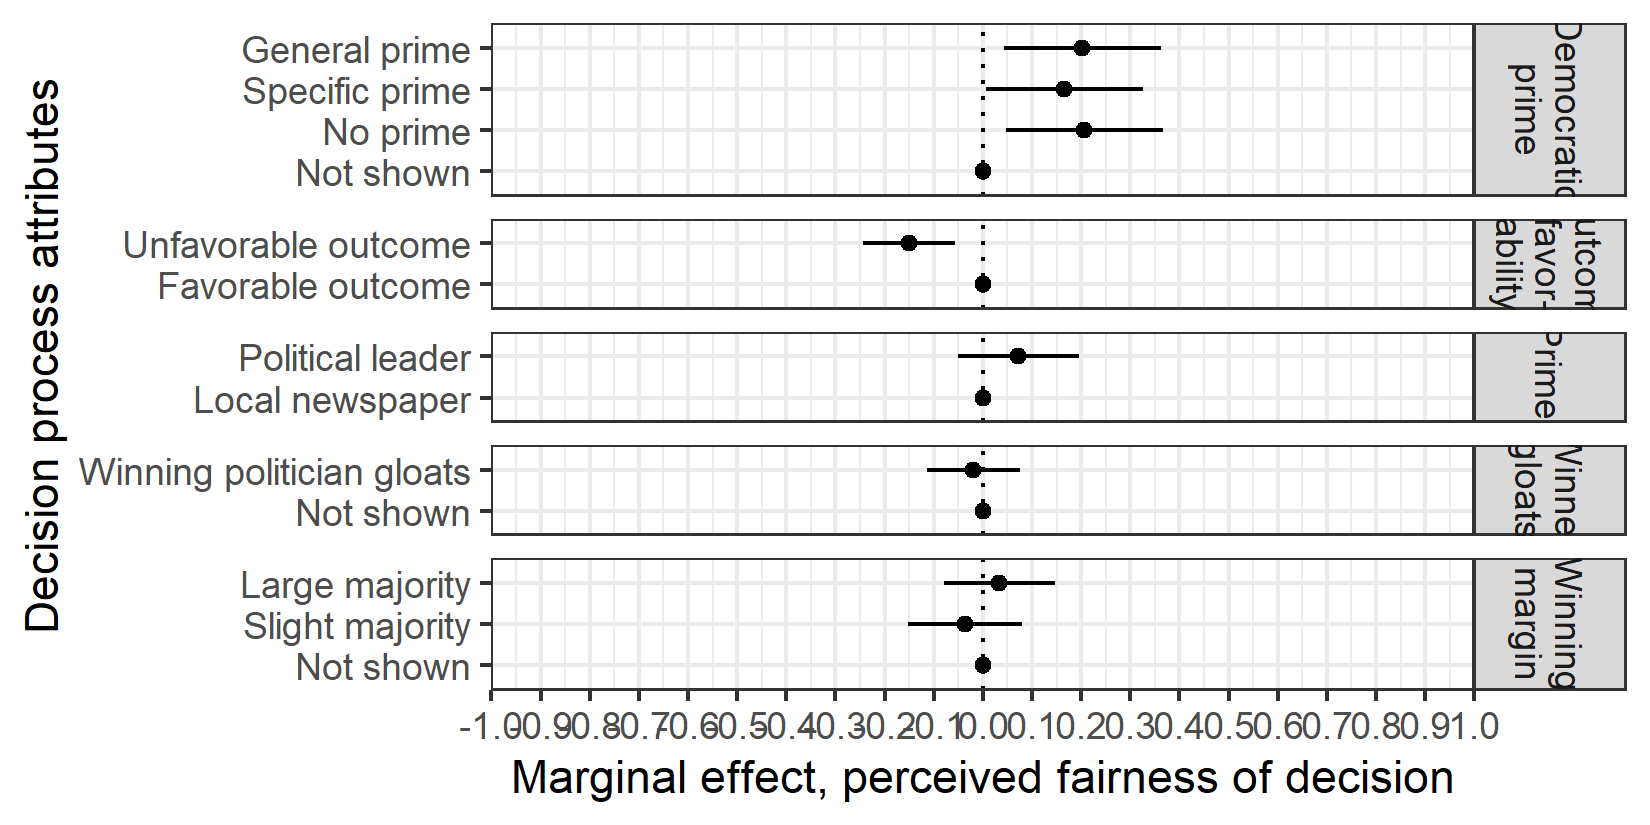 Decision process attributes
General prime
Specific prime
No prime
Not shown
Democratic
prime
Unfavorable outcome
Favorable outcome
favor-
ability
Political leader
Local newspaper
Prime
Winning politician gloats
Not shown
gloats
Large majority
Slight majority
Not shown
Winning
margin
-1.0 -0.9 -0.8 -0.7 -0.6 -0.5 -0.4 -0.3 -0.2 -0.1 0.0 0.1 0.2 0.3 0.4 0.5 0.6 0.7 0.8 0.9 1.0
Marginal effect, perceived fairness of decision